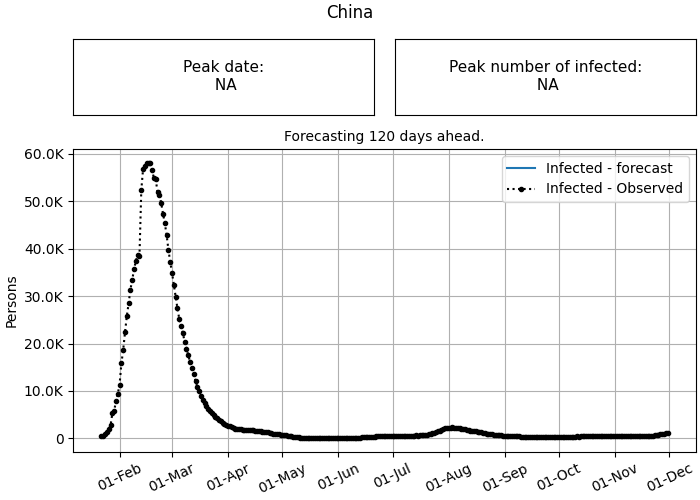 China
Peak date:
NA
Peak number of infected:
NA
Forecasting 120 days ahead.
Infected - forecast
Infected - Observed
Persons
60.0K
50.0K
40.0K
30.0K
20.0K
10.0K
0
01-Feb
01-Mar
01-Apr
01-May
01-Jun
01-Jul
01-Aug
01-Sep
01-Oct
01-Nov
01-Dec